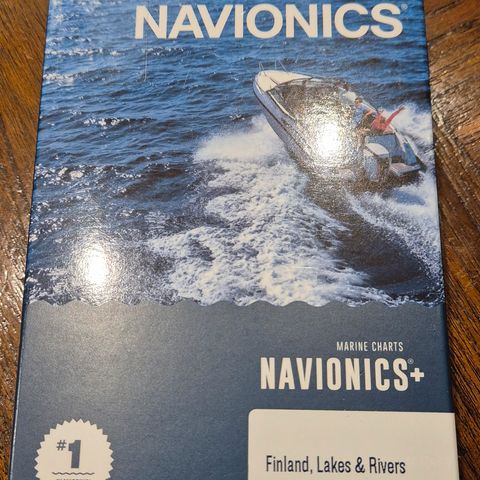 NAVIONICS®
MARINE CHARTS
NAVIONICS®+
#1
Finland, Lakes & Rivers